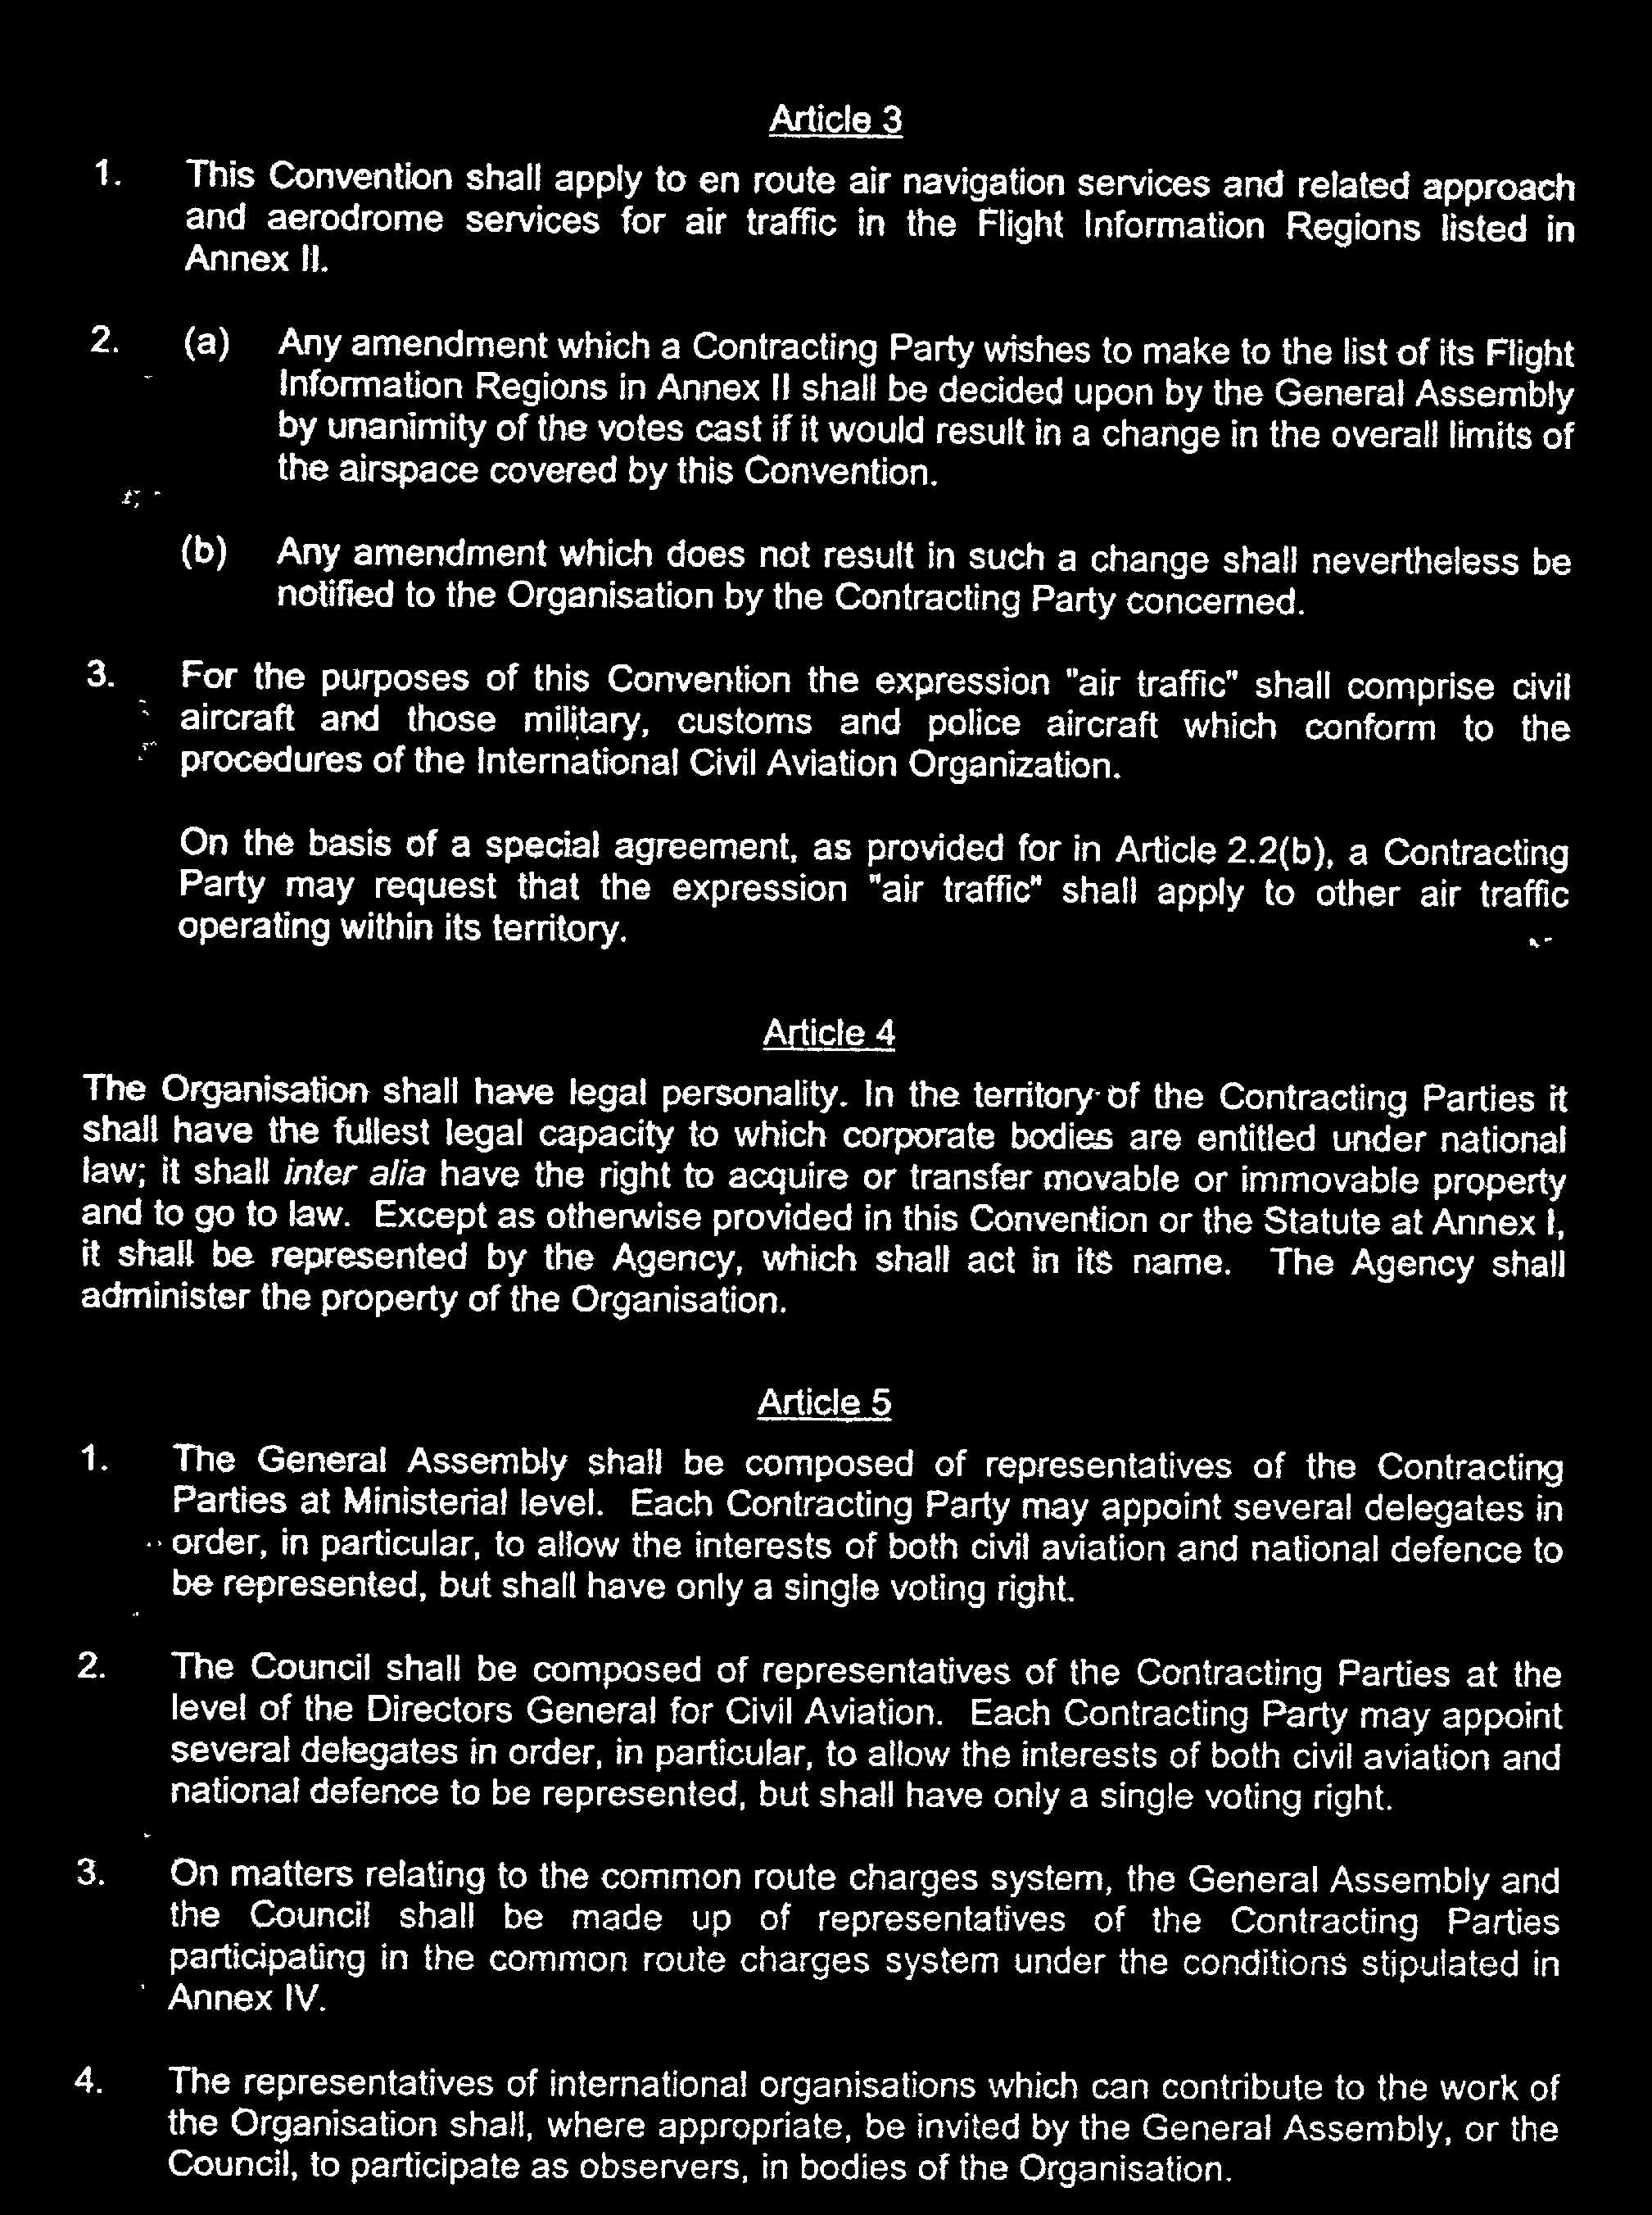 Article 3
1. This Convention shall apply to en route air navigation services and related approach
and aerodrome services for air traffic in the Flight Information Regions listed in
Annex II.
2. (a) Any amendment which a Contracting Party wishes to make to the list of its Flight
Information Regions in Annex II shall be decided upon by the General Assembly
by unanimity of the votes cast if it would result in a change in the overall limits of
the airspace covered by this Convention.
(b) Any amendment which does not result in such a change shall nevertheless be
notified to the Organisation by the Contracting Party concerned.
3. For the purposes of this Convention the expression "air traffic" shall comprise civil
aircraft and those military, customs and police aircraft which conform to the
procedures of the International Civil Aviation Organization.
On the basis of a special agreement, as provided for in Article 2.2(b), a Contracting
Party may request that the expression "air traffic" shall apply to other air traffic
operating within its territory.
Article 4
The Organisation shall have legal personality. In the territory of the Contracting Parties it
shall have the fullest legal capacity to which corporate bodies are entitled under national
law; it shall inter alia have the right to acquire or transfer movable or immovable property
and to go to law. Except as otherwise provided in this Convention or the Statute at Annex I,
it shall be represented by the Agency, which shall act in its name. The Agency shall
administer the property of the Organisation.
Article 5
1. The General Assembly shall be composed of representatives of the Contracting
Parties at Ministerial level. Each Contracting Party may appoint several delegates in
order, in particular, to allow the interests of both civil aviation and national defence to
be represented, but shall have only a single voting right.
2. The Council shall be composed of representatives of the Contracting Parties at the
level of the Directors General for Civil Aviation. Each Contracting Party may appoint
several delegates in order, in particular, to allow the interests of both civil aviation and
national defence to be represented, but shall have only a single voting right.
3. On matters relating to the common route charges system, the General Assembly and
the Council shall be made up of representatives of the Contracting Parties
participating in the common route charges system under the conditions stipulated in
Annex IV.
4. The representatives of international organisations which can contribute to the work of
the Organisation shall, where appropriate, be invited by the General Assembly, or the
Council, to participate as observers, in bodies of the Organisation.